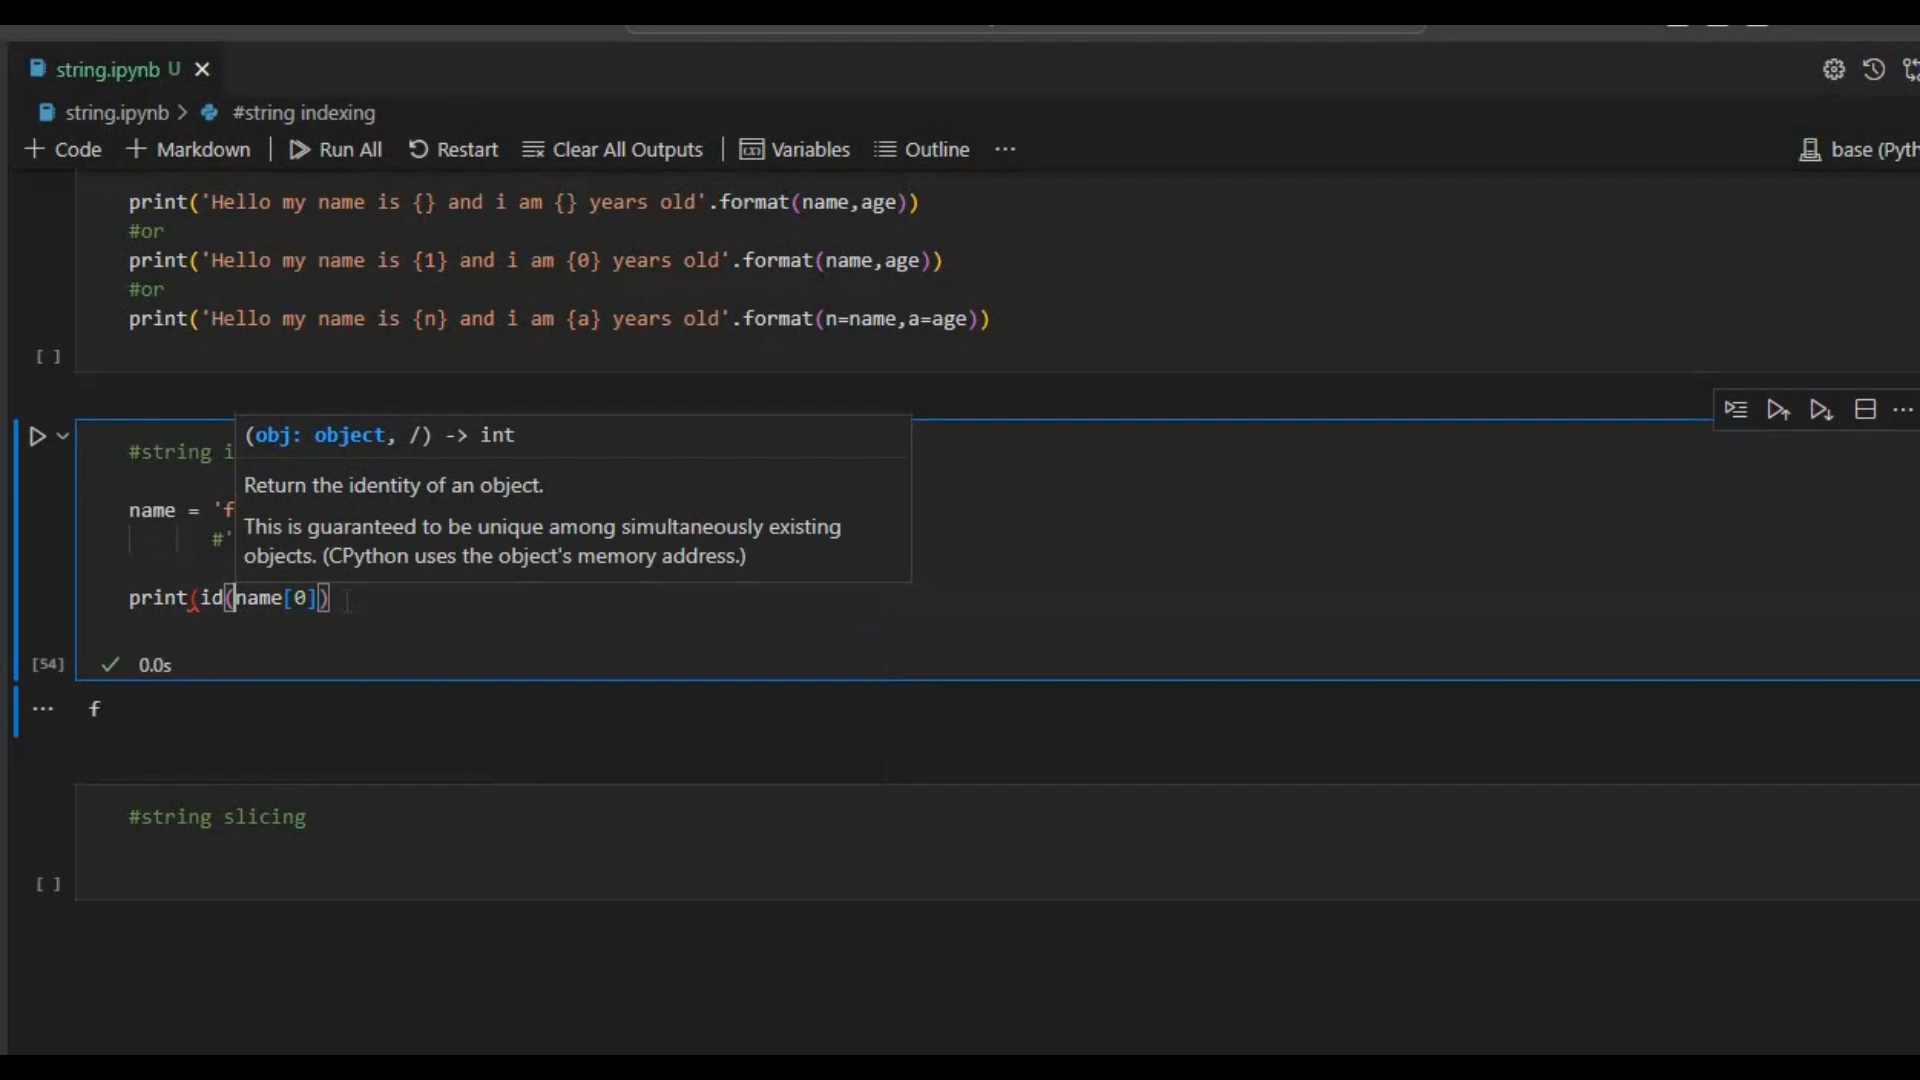 string.ipynb U
string.ipynb > #string indexing
Code Markdown Run All Restart Clear All Outputs Variables Outline ...
base (Pyth
print('Hello my name is {} and i am {} years old'.format(name,age))
#or
print('Hello my name is {1} and i am {0} years old'.format(name,age))
#or
print('Hello my name is {n} and i am {a} years old'.format(n=name,a=age))
[ ]
(obj: object, /) -> int
#string i
Return the identity of an object.
name = 'f
This is guaranteed to be unique among simultaneously existing
#'
objects. (CPython uses the object's memory address.)
print(id(name[0])
[54] 0.0s
f
#string slicing
[ ]